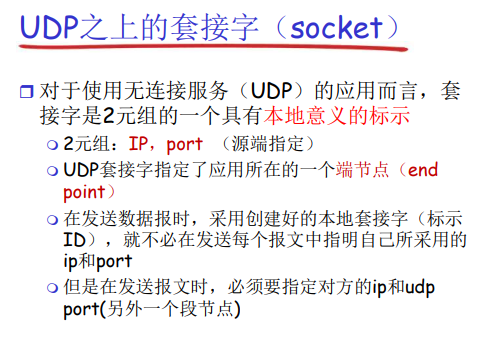 UDP之上的套接字（socket）
对于使用无连接服务（UDP）的应用而言，套
接字是2元组的一个具有本地意义的标示
2元组：IP，port （源端指定）
UDP套接字指定了应用所在的一个端节点（end
point）
在发送数据报时，采用创建好的本地套接字（标示
ID），就不必在发送每个报文中指明自己所采用的
ip和port
但是在发送报文时，必须要指定对方的ip和udp
port(另外一个段节点)